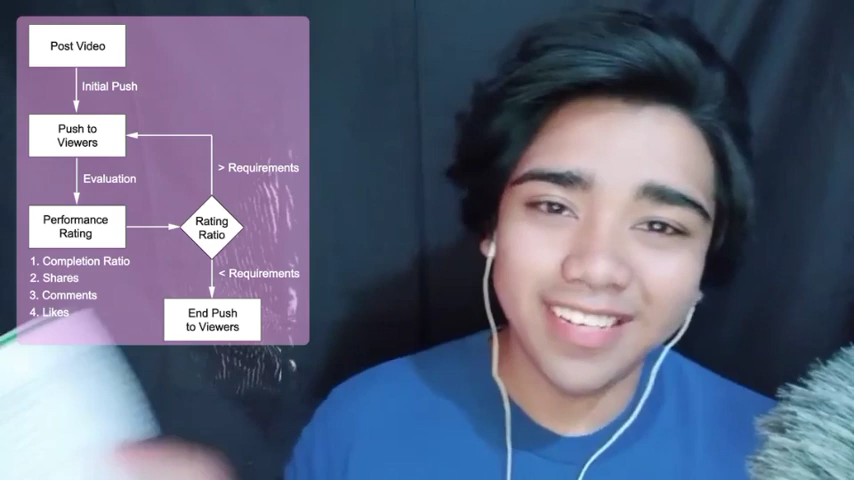 Post Video
Initial Push
Push to
Viewers
> Requirements
Evaluation
Performance
Rating
Rating
Ratio
1. Completion Ratio
2. Shares
3. Comments
4. Likes
< Requirements
End Push
to Viewers